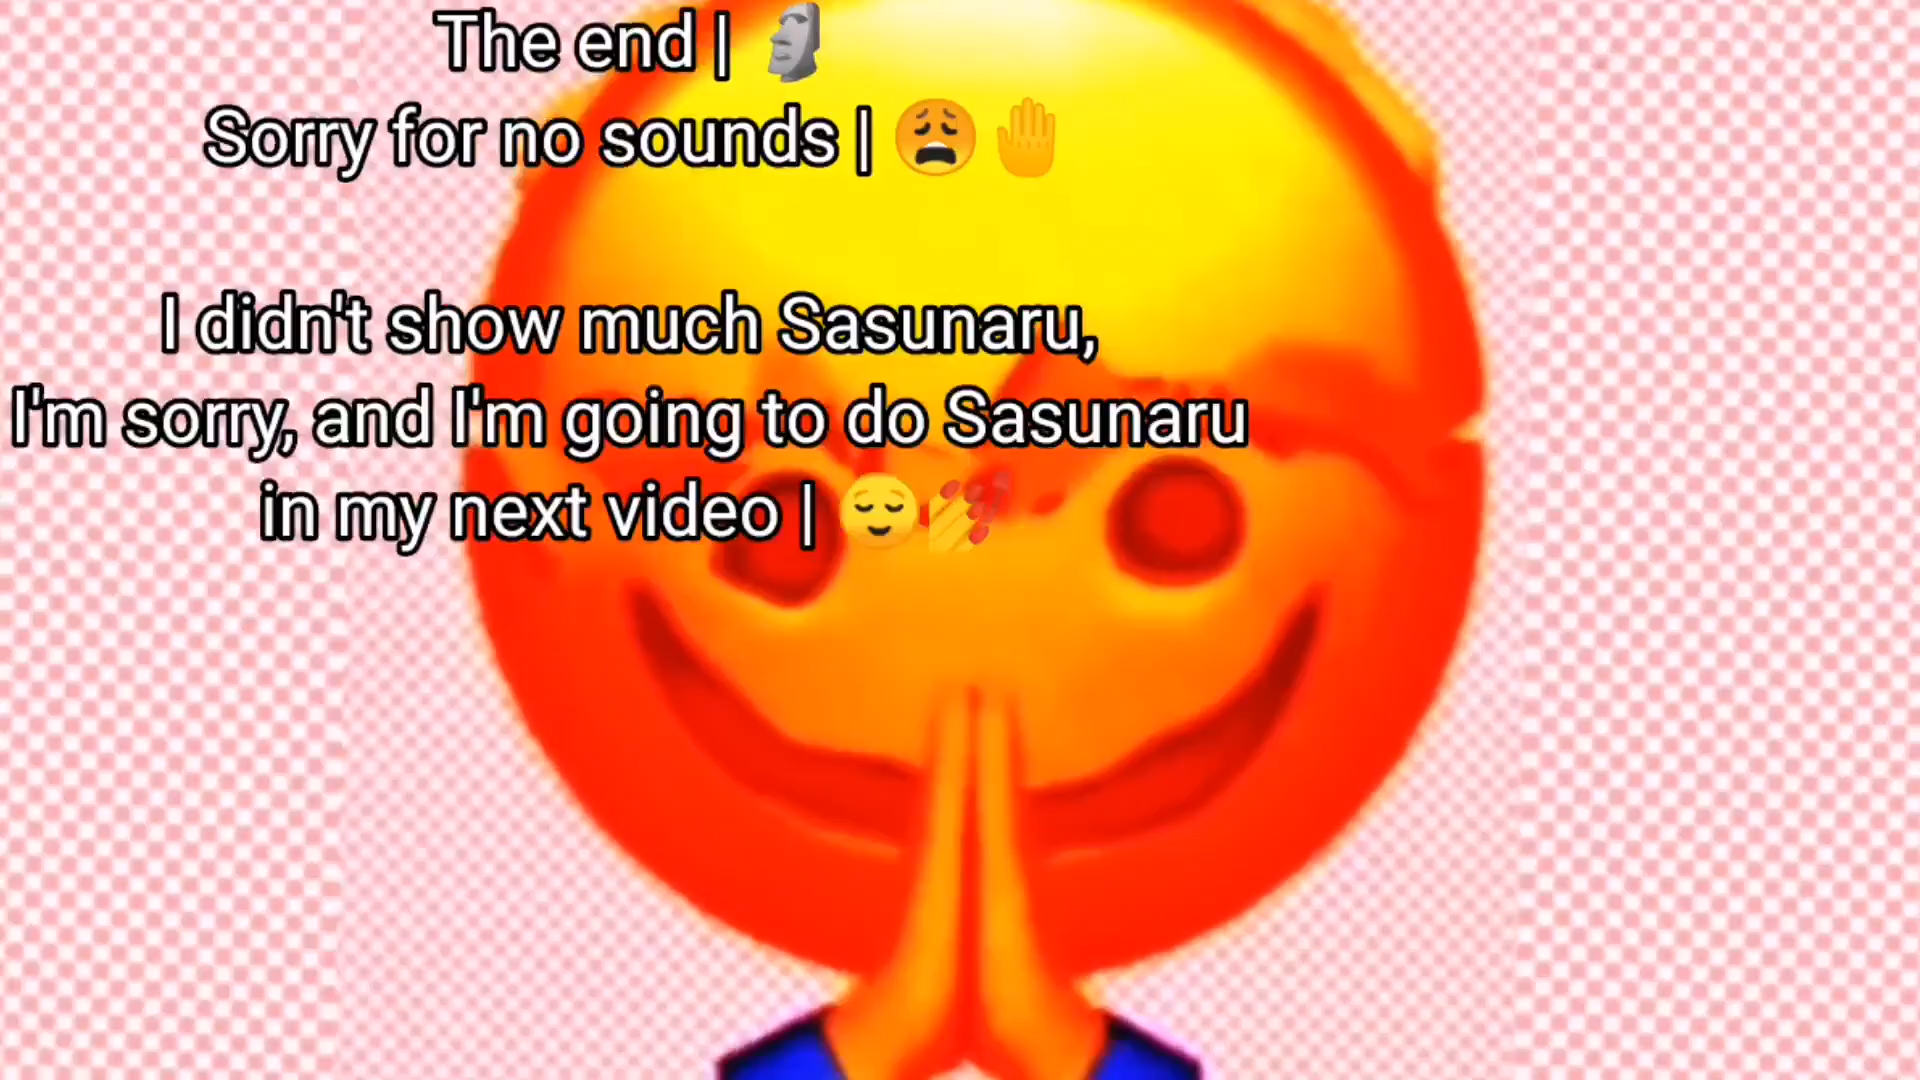 The end | 🗿
Sorry for no sounds | 😩🤚
I didn't show much Sasunaru,
I'm sorry, and I'm going to do Sasunaru
in my next video | 😌💅